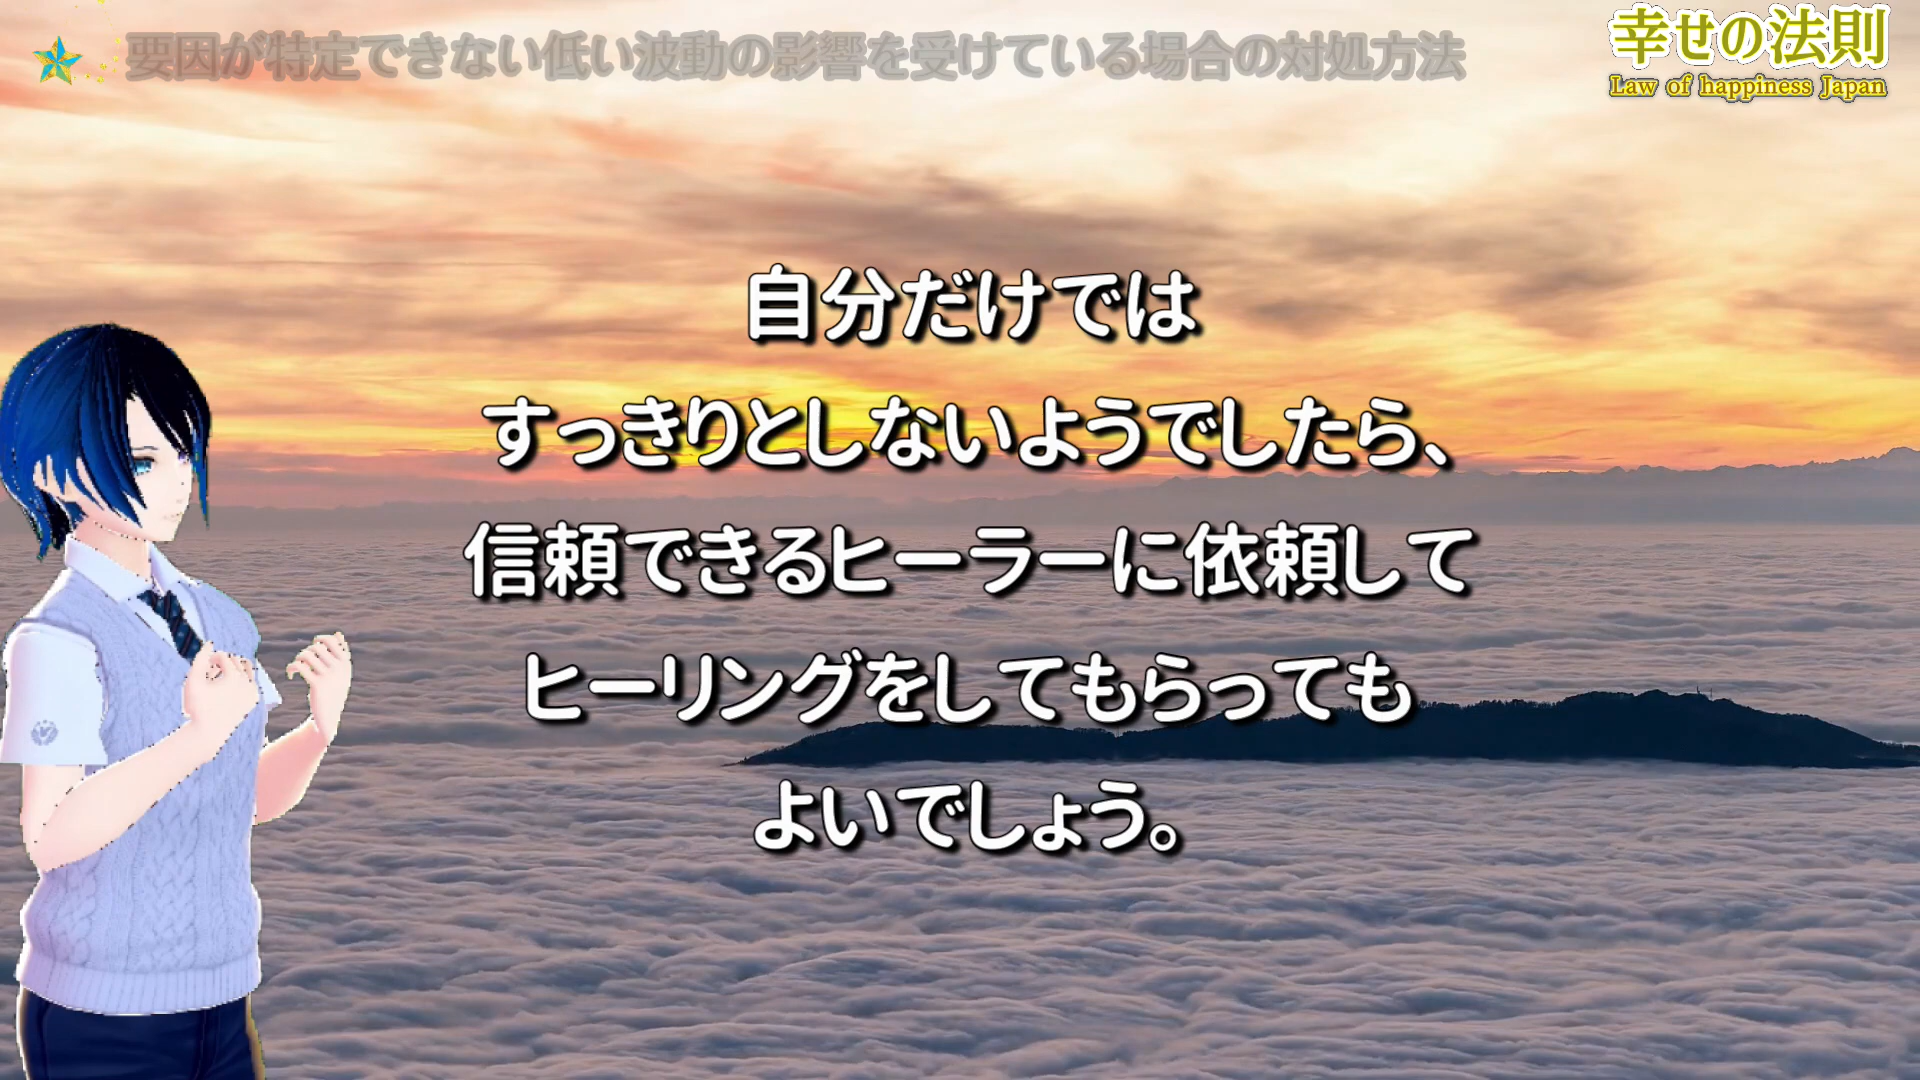 要因が特定できない低い波動の影響を受けている場合の対処方法
幸せの法則
Law of happiness Japan
自分だけでは
すっきりとしないようでしたら、
信頼できるヒーラーに依頼して
ヒーリングをしてもらっても
よいでしょう。